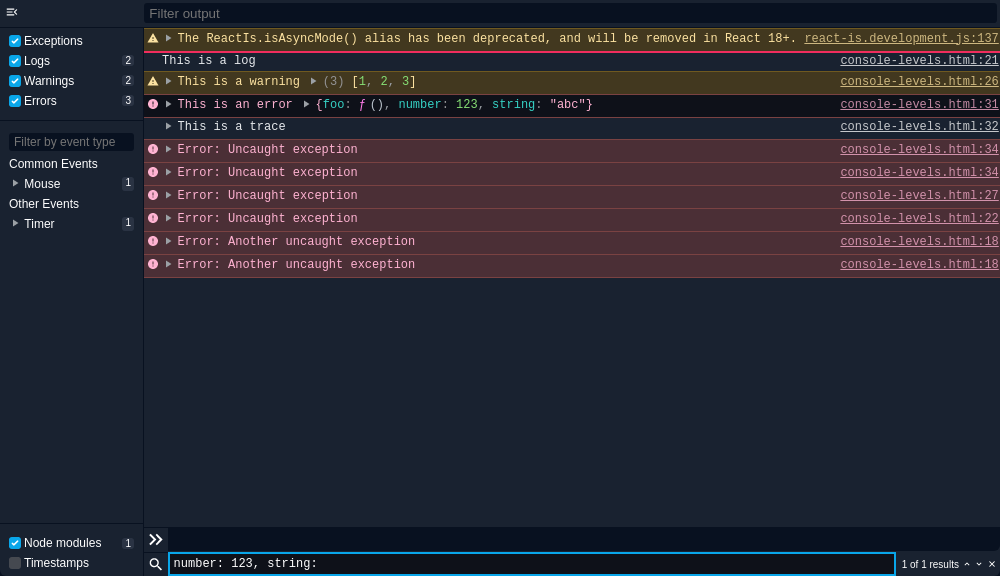 Filter output
Exceptions
Logs 2
Warnings 2
Errors 3
Filter by event type
Common Events
Mouse 1
Other Events
Timer 1
Node modules 1
Timestamps
The ReactIs.isAsyncMode() alias has been deprecated, and will be removed in React 18+. react-is.development.js:137
This is a log console-levels.html:21
This is a warning (3) [1, 2, 3] console-levels.html:26
This is an error {foo: ƒ (), number: 123, string: "abc"} console-levels.html:31
This is a trace console-levels.html:32
Error: Uncaught exception console-levels.html:34
Error: Uncaught exception console-levels.html:34
Error: Uncaught exception console-levels.html:27
Error: Uncaught exception console-levels.html:22
Error: Another uncaught exception console-levels.html:18
Error: Another uncaught exception console-levels.html:18
number: 123, string: 1 of 1 results